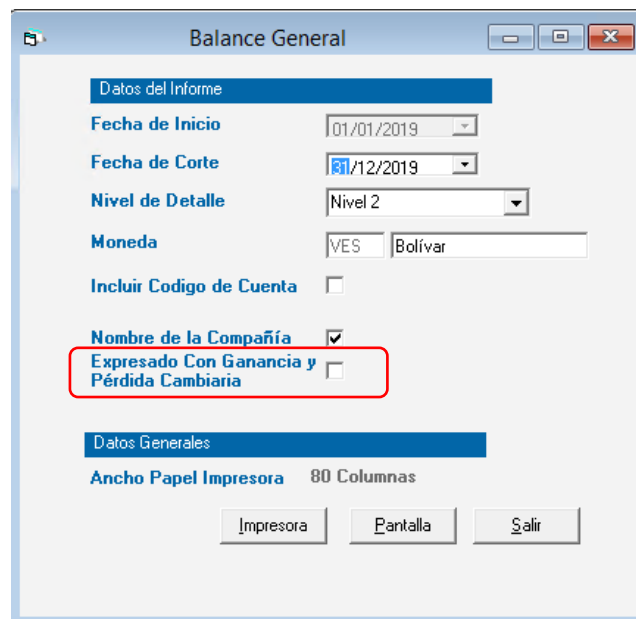 Balance General
Datos del Informe
Fecha de Inicio 01/01/2019
Fecha de Corte 31/12/2019
Nivel de Detalle Nivel 2
Moneda VES Bolívar
Incluir Codigo de Cuenta
Nombre de la Compañía
Expresado Con Ganancia y
Pérdida Cambiaria
Datos Generales
Ancho Papel Impresora 80 Columnas
Impresora Pantalla Salir